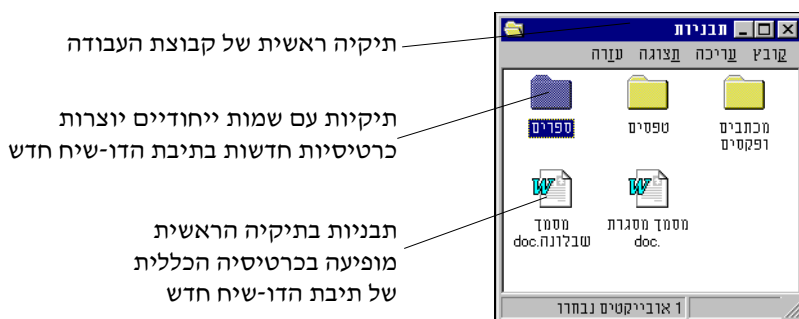 תיקיה ראשית של קבוצת העבודה
תיקיות עם שמות ייחודיים יוצרות
כרטיסיות חדשות בתיבת הדו-שיח חדש
תבניות בתיקיה הראשית
מופיעה בכרטיסיה הכללית
של תיבת הדו-שיח חדש
תבניות
קובץ עריכה תצוגה עזרה
מכתבים
ופקסים
טפסים
ספרים
מסמך מסגרת
.doc
מסמך
שבלונה.doc
1 אובייקטים נבחרו